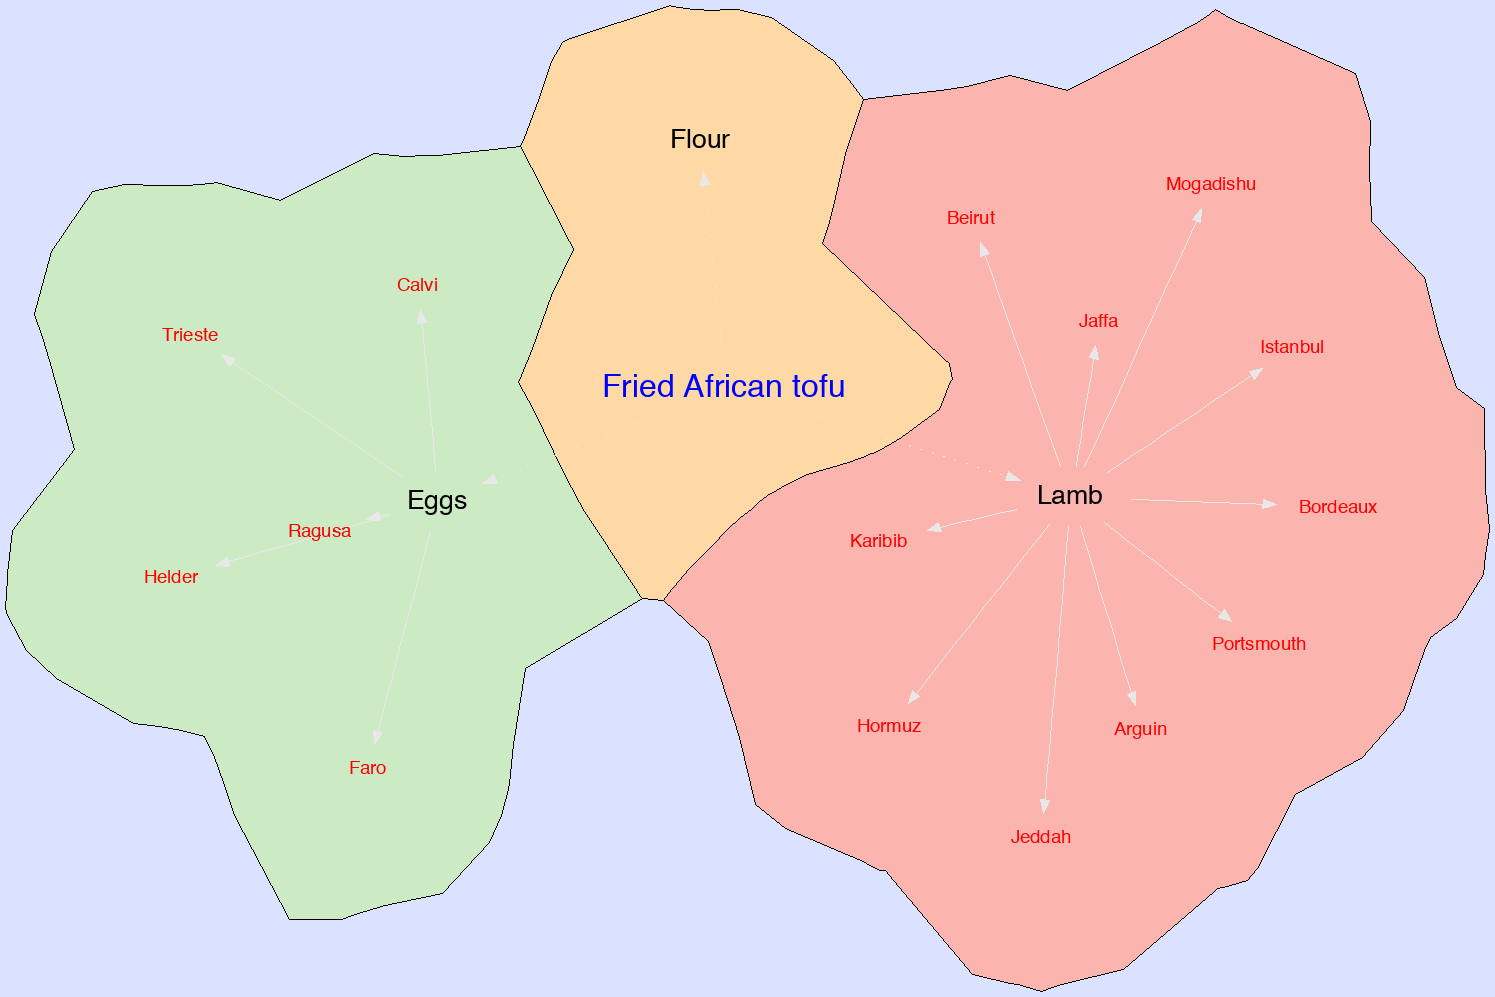 Flour
Mogadishu
Beirut
Calvi
Jaffa
Trieste
Istanbul
Fried African tofu
Eggs
Lamb
Bordeaux
Ragusa
Karibib
Helder
Portsmouth
Hormuz
Arguin
Faro
Jeddah